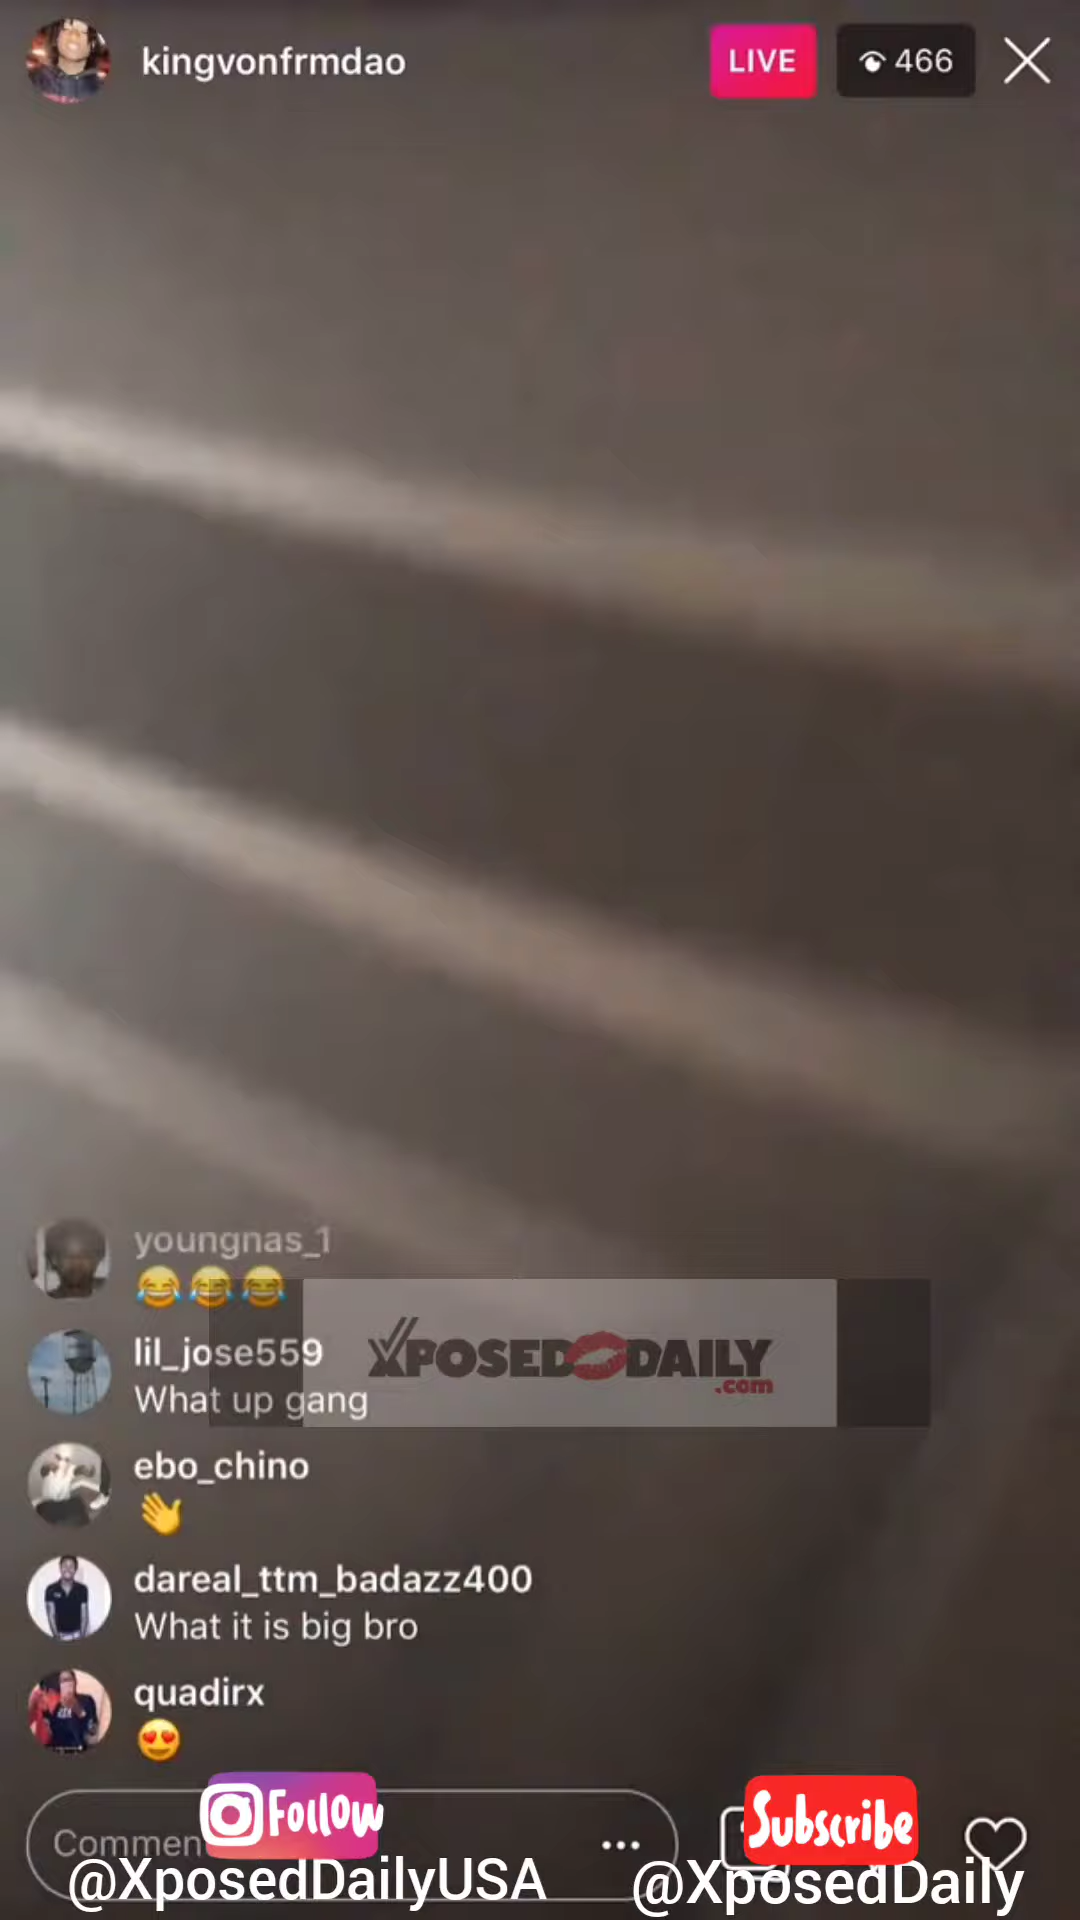 kingvonfrmdao
LIVE
466
youngnas_1
😂😂😂
lil_jose559
What up gang
XPOSED DAILY
.com
ebo_chino
👋
dareal_ttm_badazz400
What it is big bro
quadirx
😍
Follow
Subscribe
Commen
@XposedDailyUSA
@XposedDaily